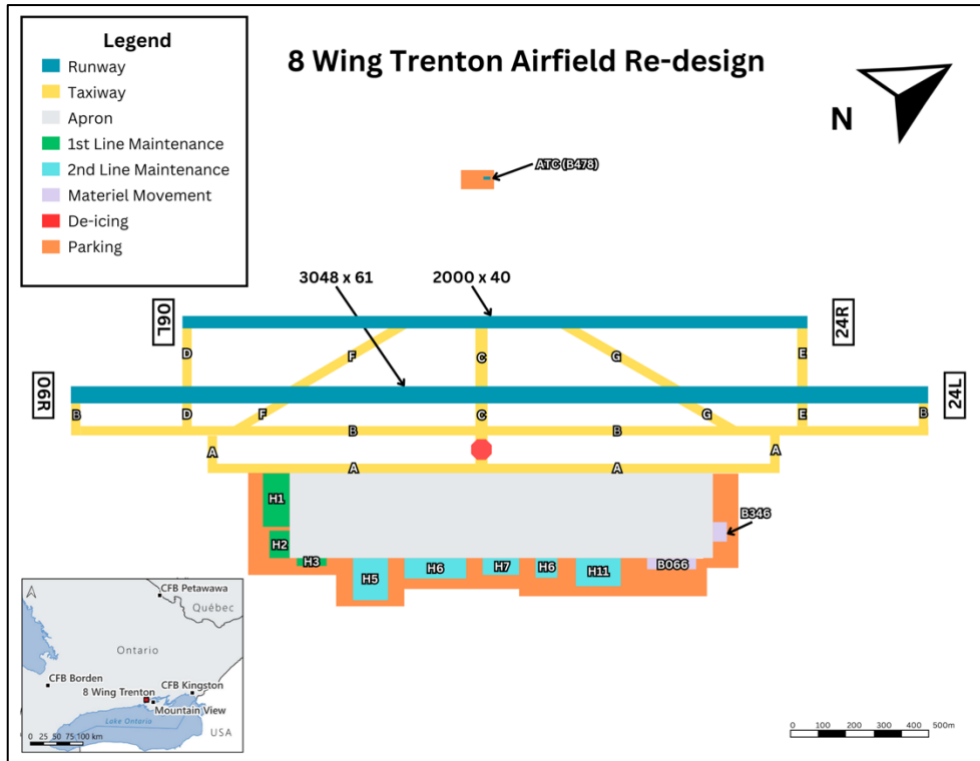 Legend
Runway
Taxiway
Apron
1st Line Maintenance
2nd Line Maintenance
Materiel Movement
De-icing
Parking
8 Wing Trenton Airfield Re-design
N
ATC (B478)
3048 x 61
2000 x 40
06L
24R
D
F
C
G
E
06R
24L
B
D
F
C
G
E
B
B
B
A
A
A
A
H1
H2
H3
H5
H6
H7
H6
H11
B066
B346
CFB Petawawa
Québec
Ontario
CFB Borden
8 Wing Trenton
CFB Kingston
Mountain View
Lake Ontario
USA
0 25 50 75 100 km
0 100 200 300 400 500m